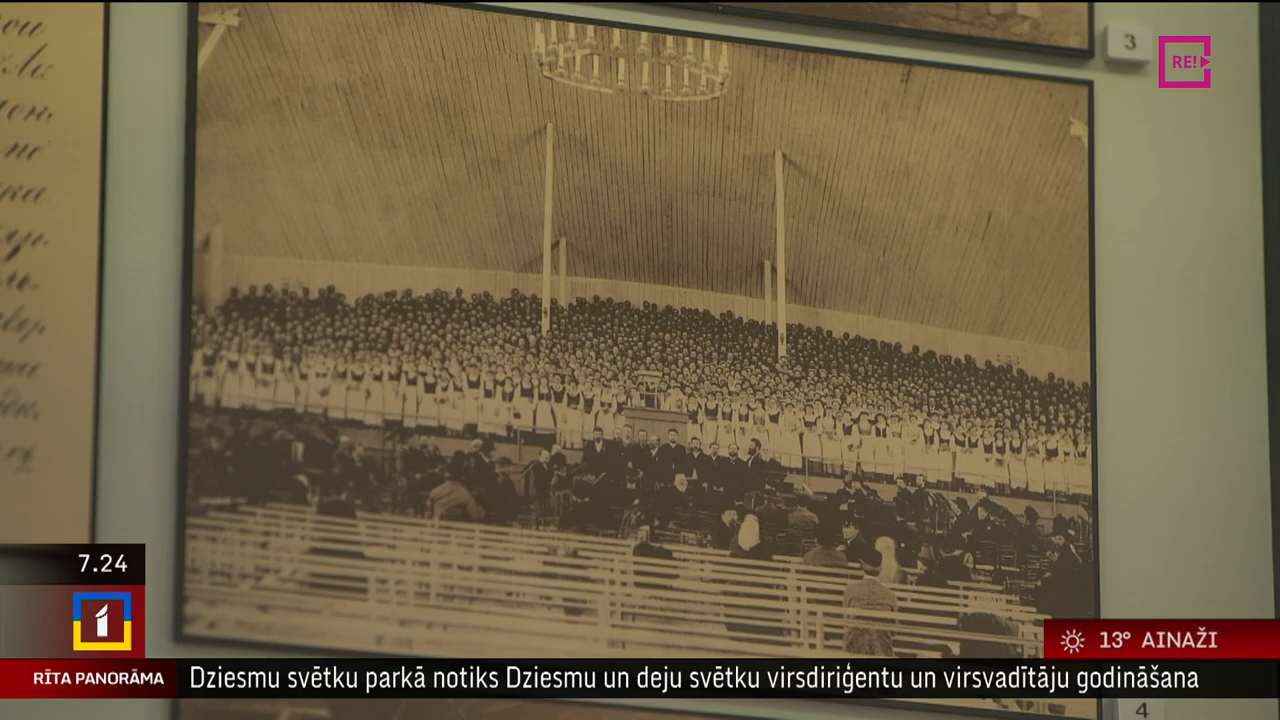 3
RE!
7.24
1
13° AINAŽI
RĪTA PANORĀMA
Dziesmu svētku parkā notiks Dziesmu un deju svētku virsdiriģentu un virsvadītāju godināšana
4